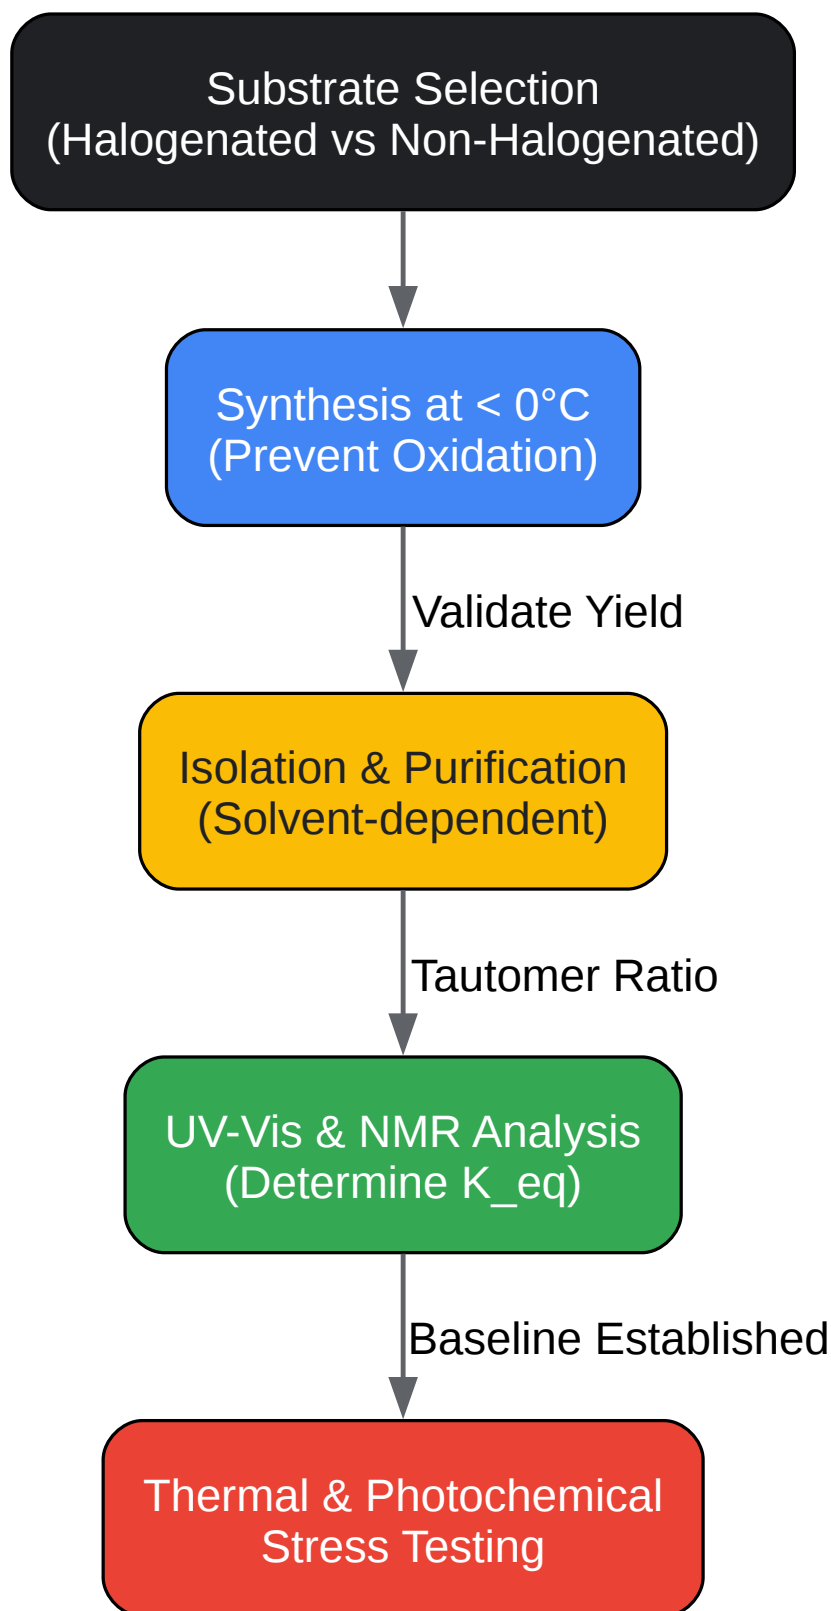 Substrate Selection
(Halogenated vs Non-Halogenated)
Synthesis at < 0°C
(Prevent Oxidation)
Validate Yield
Isolation & Purification
(Solvent-dependent)
Tautomer Ratio
UV-Vis & NMR Analysis
(Determine K_eq)
Baseline Established
Thermal & Photochemical
Stress Testing